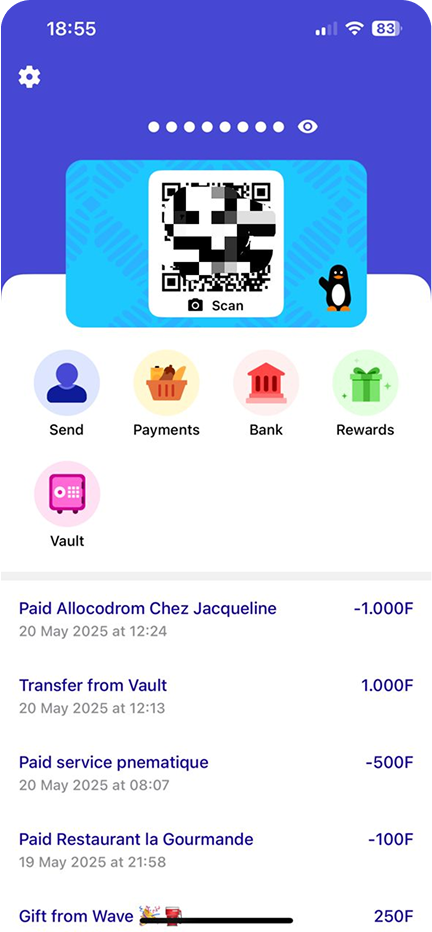 18:55
83
Scan
Send
Payments
Bank
Rewards
Vault
Paid Allocodrom Chez Jacqueline -1.000F
20 May 2025 at 12:24
Transfer from Vault 1.000F
20 May 2025 at 12:13
Paid service pnematique -500F
20 May 2025 at 08:07
Paid Restaurant la Gourmande -100F
19 May 2025 at 21:58
Gift from Wave 🎉 250F